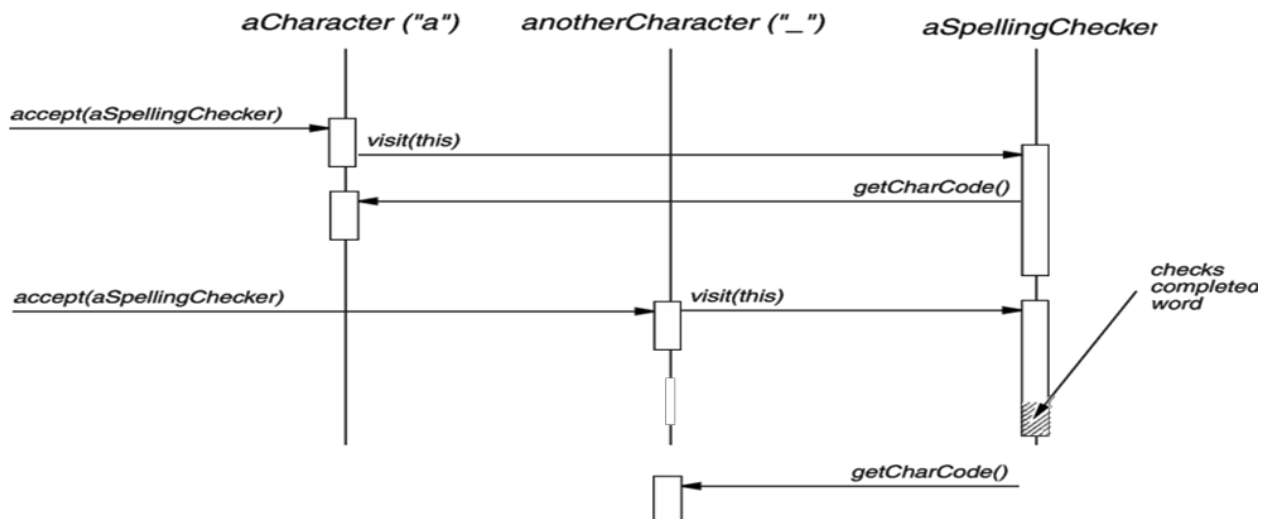 aCharacter ("a")
anotherCharacter ("_")
aSpellingChecker
accept(aSpellingChecker)
visit(this)
getCharCode()
checks
completed
word
accept(aSpellingChecker)
visit(this)
getCharCode()